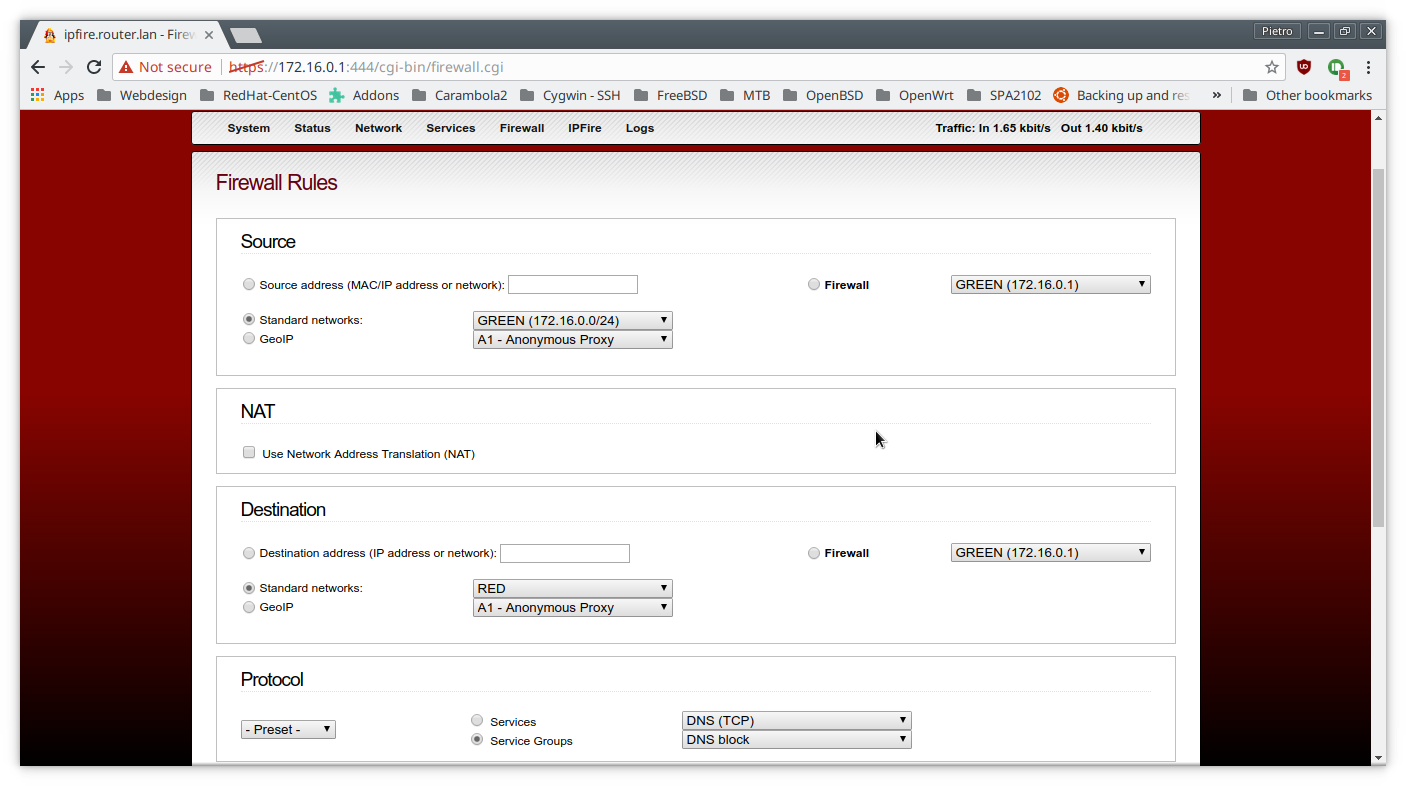 ipfire.router.lan - Firew
Pietro
Not secure https://172.16.0.1:444/cgi-bin/firewall.cgi
UO
2
Apps Webdesign RedHat-CentOS Addons Carambola2 Cygwin - SSH FreeBSD MTB OpenBSD OpenWrt SPA2102 Backing up and res » Other bookmarks
System Status Network Services Firewall IPFire Logs Traffic: In 1.65 kbit/s Out 1.40 kbit/s
Firewall Rules
Source
Source address (MAC/IP address or network): Firewall GREEN (172.16.0.1)
Standard networks: GREEN (172.16.0.0/24)
GeoIP A1 - Anonymous Proxy
NAT
Use Network Address Translation (NAT)
Destination
Destination address (IP address or network): Firewall GREEN (172.16.0.1)
Standard networks: RED
GeoIP A1 - Anonymous Proxy
Protocol
- Preset - Services DNS (TCP)
Service Groups DNS block